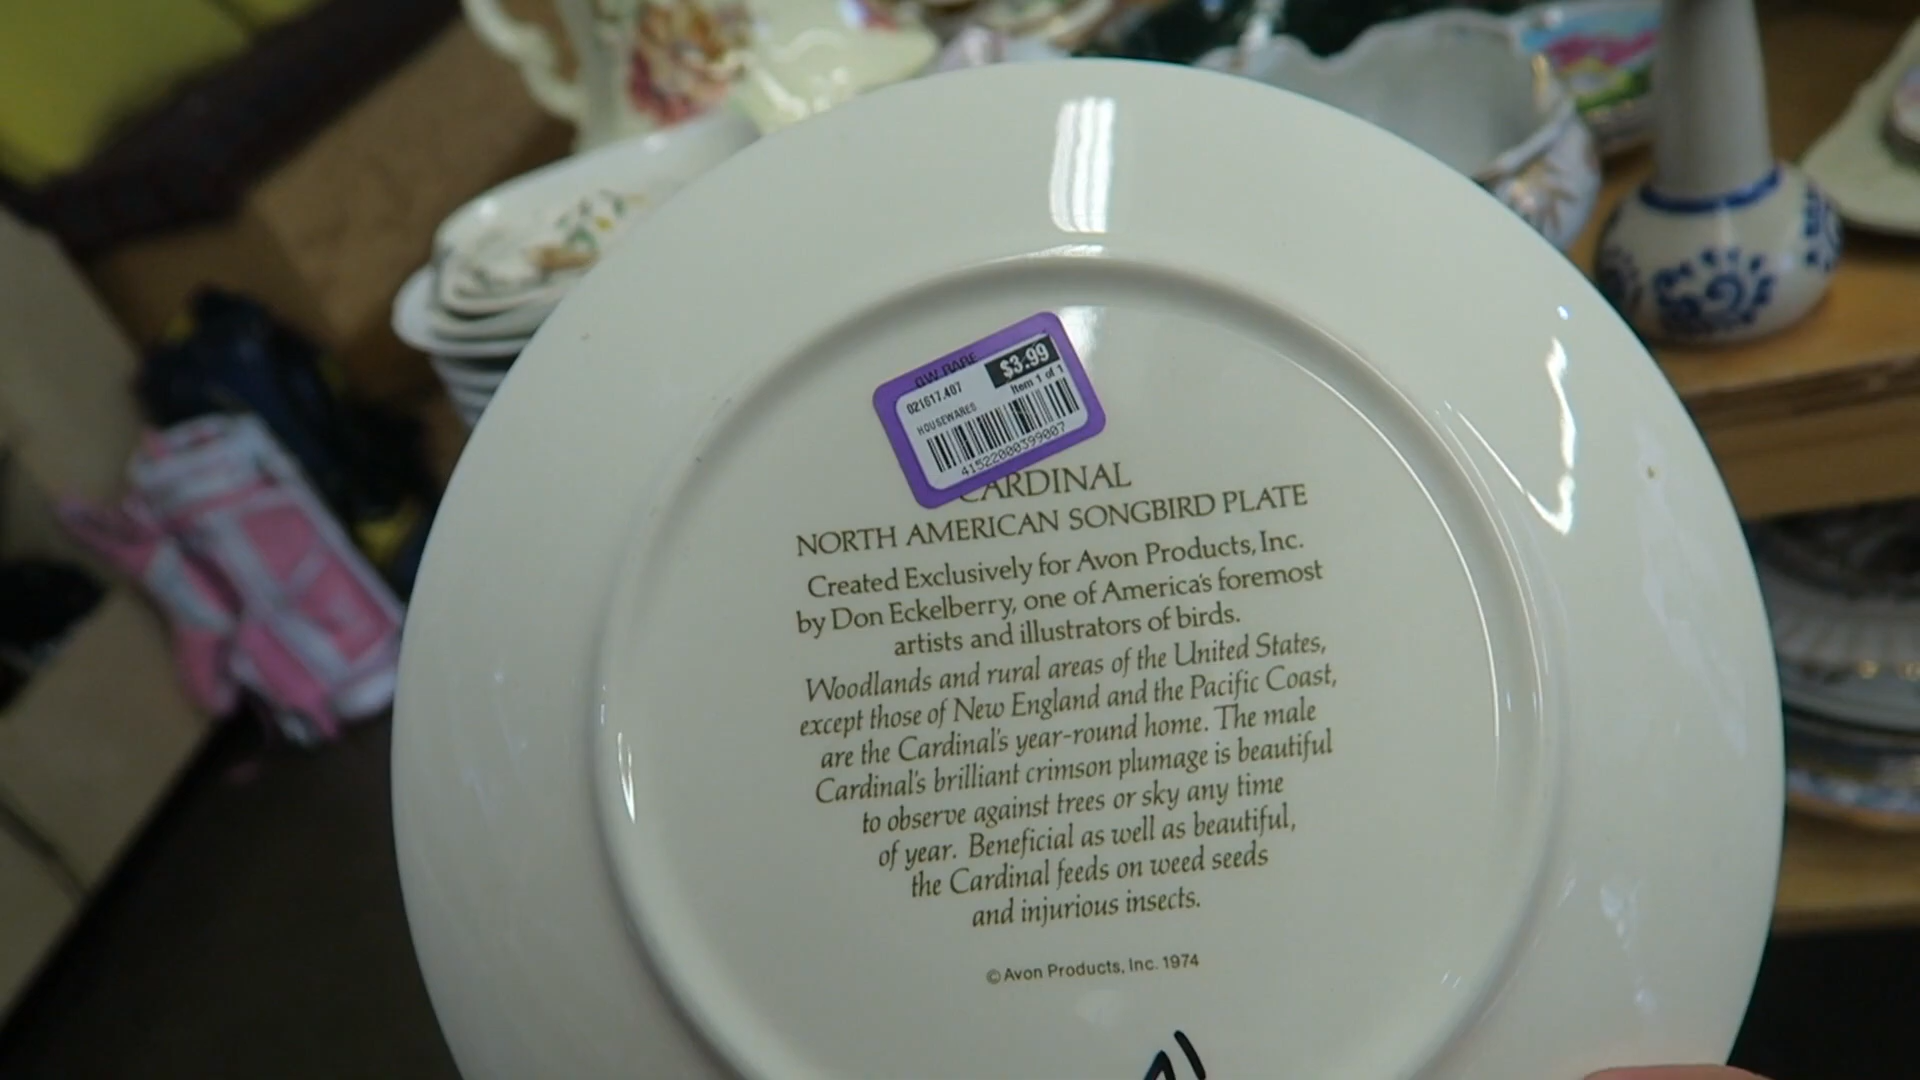 $3.99
021617.407
Item 1 of 1
HOUSEWARES
41522000399007
CARDINAL
NORTH AMERICAN SONGBIRD PLATE
Created Exclusively for Avon Products, Inc.
by Don Eckelberry, one of America's foremost
artists and illustrators of birds.
Woodlands and rural areas of the United States,
except those of New England and the Pacific Coast,
are the Cardinal's year-round home. The male
Cardinal's brilliant crimson plumage is beautiful
to observe against trees or sky any time
of year. Beneficial as well as beautiful,
the Cardinal feeds on weed seeds
and injurious insects.
© Avon Products, Inc. 1974